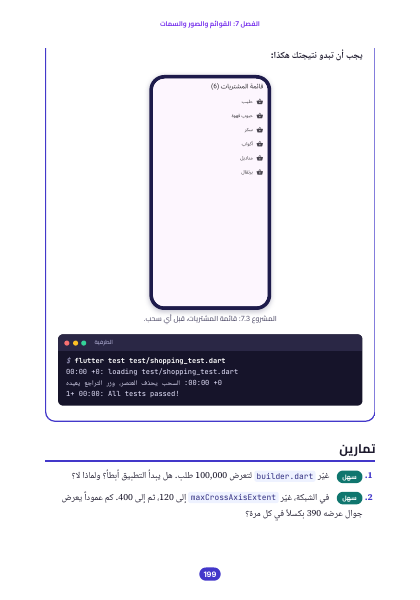 الفصل 7: القوائم والصور والسمات
يجب أن تبدو نتيجتك هكذا:
قائمة المشتريات (6)
حليب
حبوب قهوة
سكر
أكواب
مناديل
برتقال
المشروع 7.3: قائمة المشتريات، قبل أي سحب.
الطرفية
$ flutter test test/shopping_test.dart
00:00 +0: loading test/shopping_test.dart
00:00 +0: السحب يحذف العنصر، وزر التراجع يعيده
00:00 +1: All tests passed!
تمارين
1. سهل غيّر builder.dart لتعرض 100,000 طلب. هل يبدأ التطبيق أبطأ؟ ولماذا لا؟
2. سهل في الشبكة، غيّر maxCrossAxisExtent إلى 120، ثم إلى 400. كم عموداً يعرض
جوال عرضه 390 بكسلاً في كل مرة؟
199